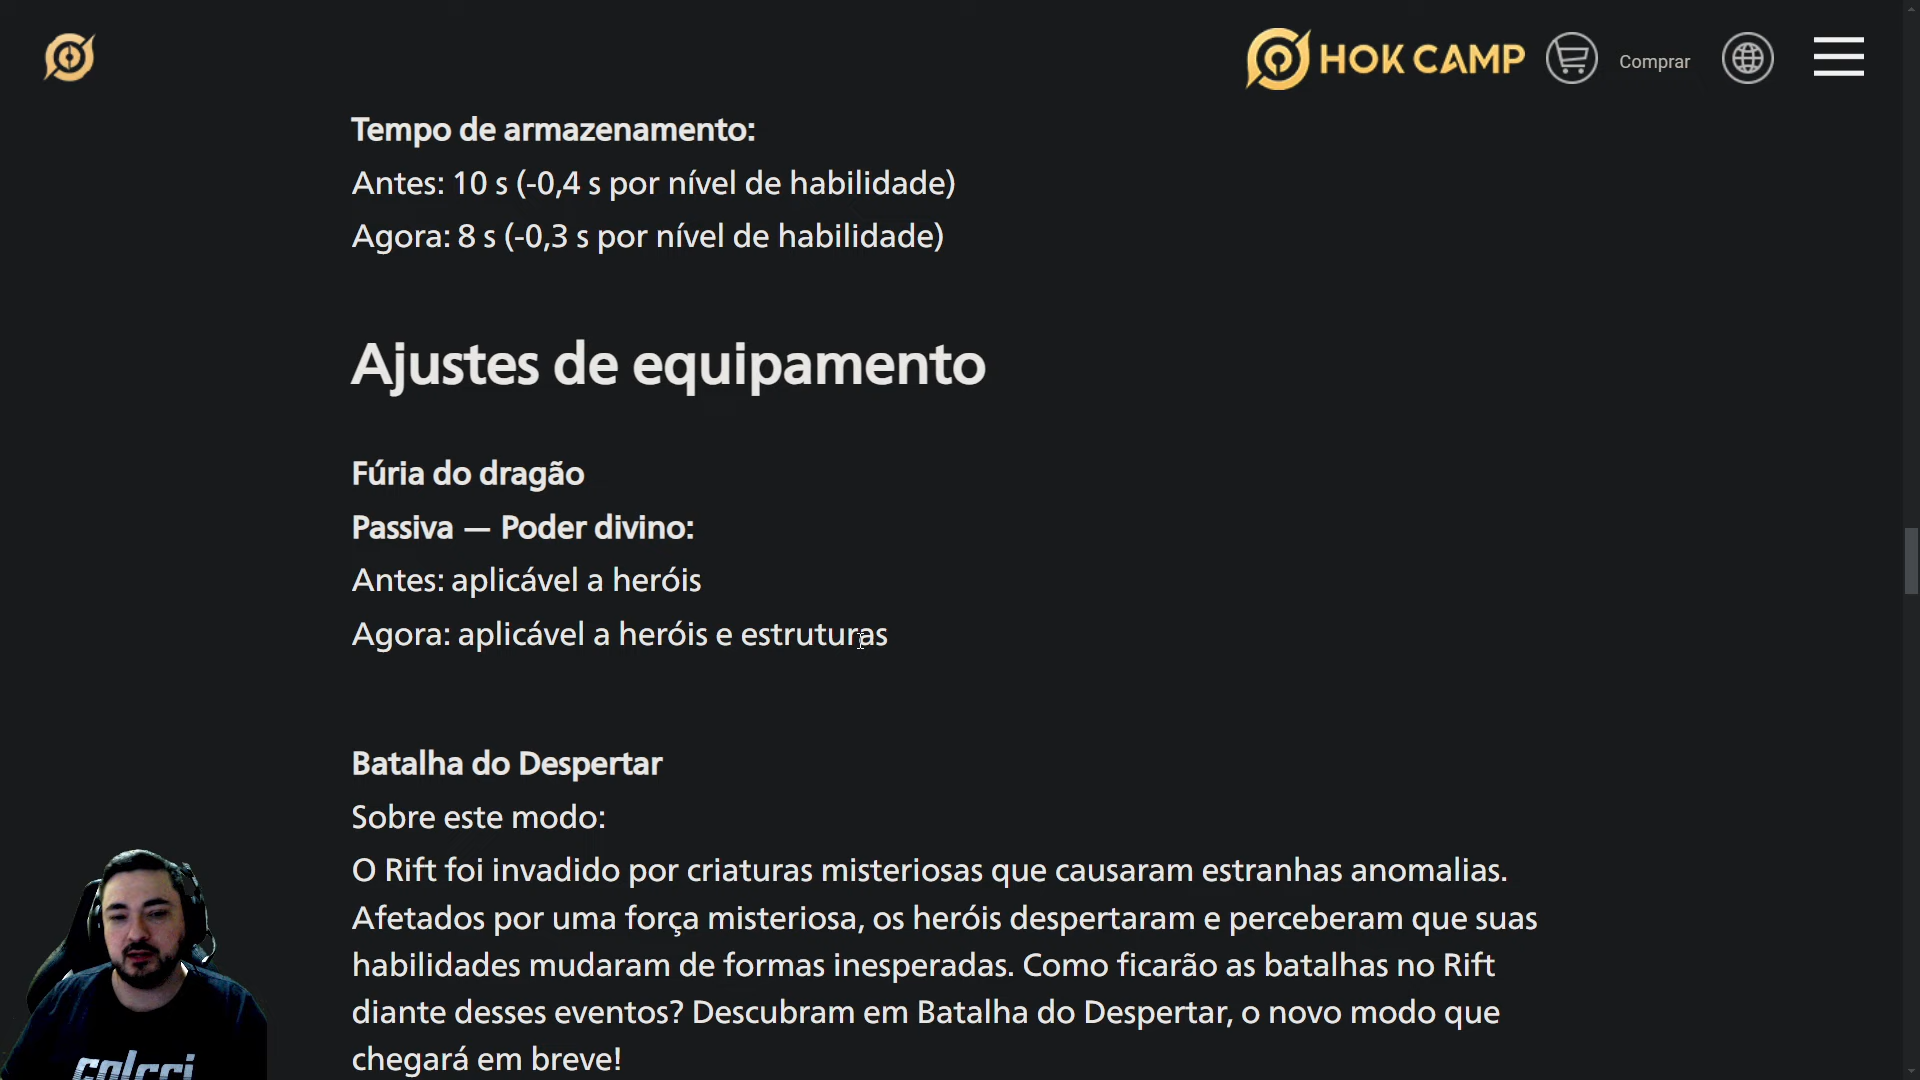 HOK CAMP
Comprar
Tempo de armazenamento:
Antes: 10 s (-0,4 s por nível de habilidade)
Agora: 8 s (-0,3 s por nível de habilidade)
Ajustes de equipamento
Fúria do dragão
Passiva — Poder divino:
Antes: aplicável a heróis
Agora: aplicável a heróis e estruturas
Batalha do Despertar
Sobre este modo:
O Rift foi invadido por criaturas misteriosas que causaram estranhas anomalias.
Afetados por uma força misteriosa, os heróis despertaram e perceberam que suas
habilidades mudaram de formas inesperadas. Como ficarão as batalhas no Rift
diante desses eventos? Descubram em Batalha do Despertar, o novo modo que
chegará em breve!
colcci